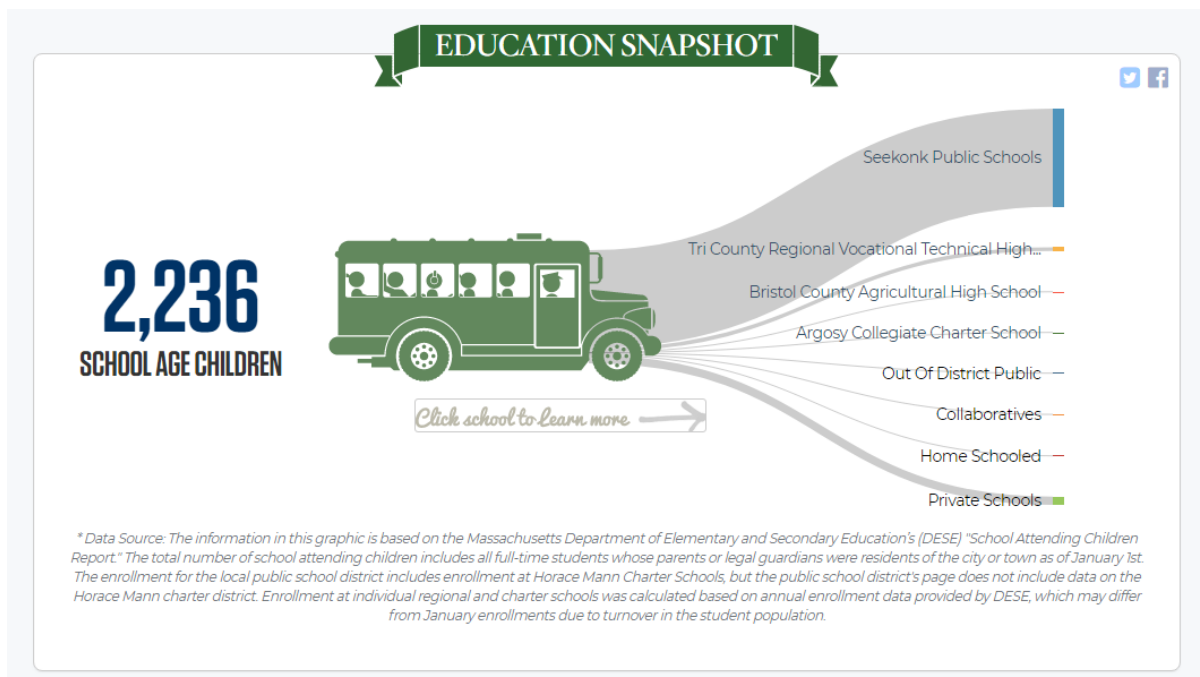 EDUCATION SNAPSHOT
Seekonk Public Schools
Tri County Regional Vocational Technical High...
2,236
SCHOOL AGE CHILDREN
Bristol County Agricultural High School
Argosy Collegiate Charter School
Out Of District Public
Click school to Learn more
Collaboratives
Home Schooled
Private Schools
* Data Source: The information in this graphic is based on the Massachusetts Department of Elementary and Secondary Education's (DESE) "School Attending Children
Report." The total number of school attending children includes all full-time students whose parents or legal guardians were residents of the city or town as of January 1st.
The enrollment for the local public school district includes enrollment at Horace Mann Charter Schools, but the public school district's page does not include data on the
Horace Mann charter district. Enrollment at individual regional and charter schools was calculated based on annual enrollment data provided by DESE, which may differ
from January enrollments due to turnover in the student population.